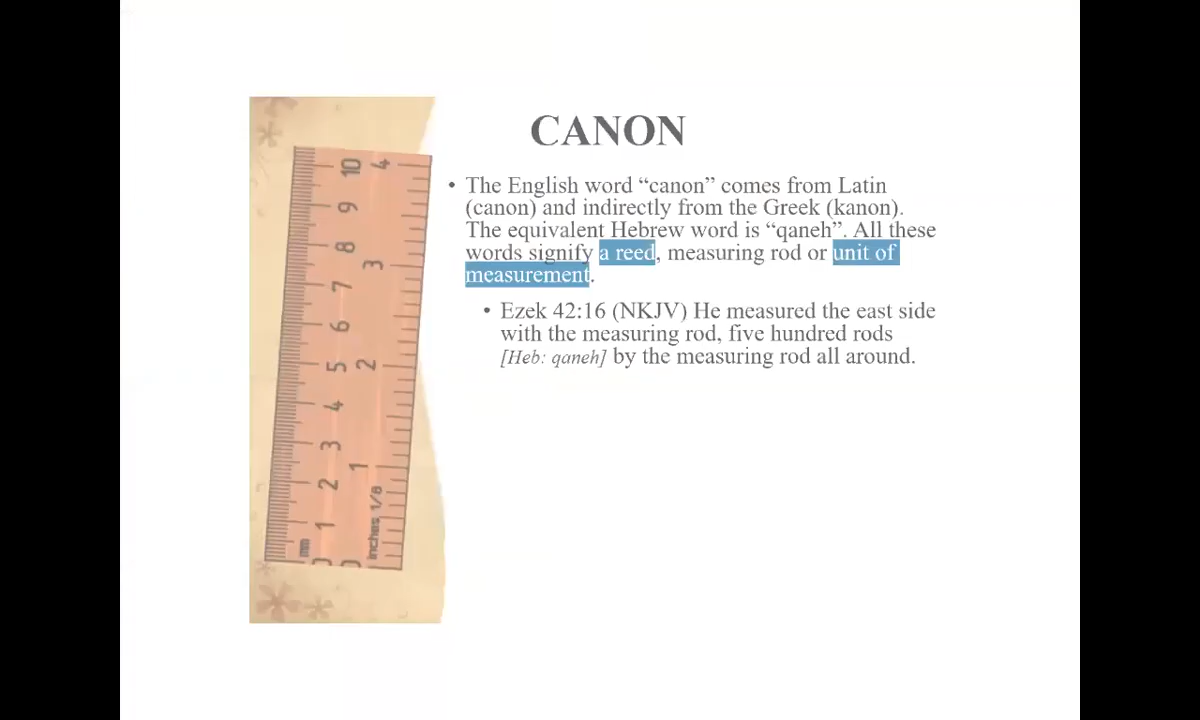 CANON
• The English word “canon” comes from Latin
(canon) and indirectly from the Greek (kanon).
The equivalent Hebrew word is “qaneh”. All these
words signify a reed, measuring rod or unit of
measurement.
• Ezek 42:16 (NKJV) He measured the east side
with the measuring rod, five hundred rods
[Heb: qaneh] by the measuring rod all around.
mm 0 1 2 3 4 5 6 7 8 9 10
inches 1/8 0 1 2 3 4